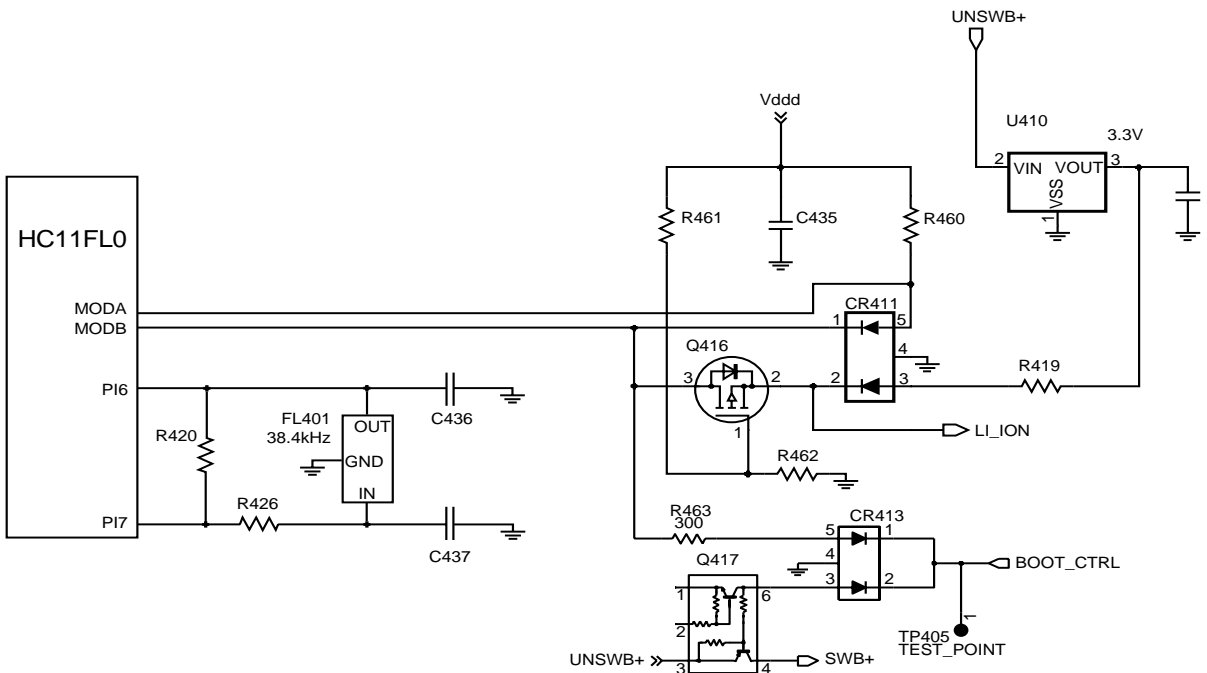 UNSWB+
Vddd
U410
3.3V
2 VIN VOUT 3
VSS
1
R461
C435
R460
HC11FL0
MODA
MODB
CR411
1 5
4
Q416
3 2
2 3
R419
1
LI_ION
PI6
C436
FL401
38.4kHz
OUT
GND
IN
R420
R462
R426
PI7
C437
R463
300
CR413
5 1
4
3 2
BOOT_CTRL
Q417
1 6
2
1
TP405
TEST_POINT
UNSWB+
3 4
SWB+